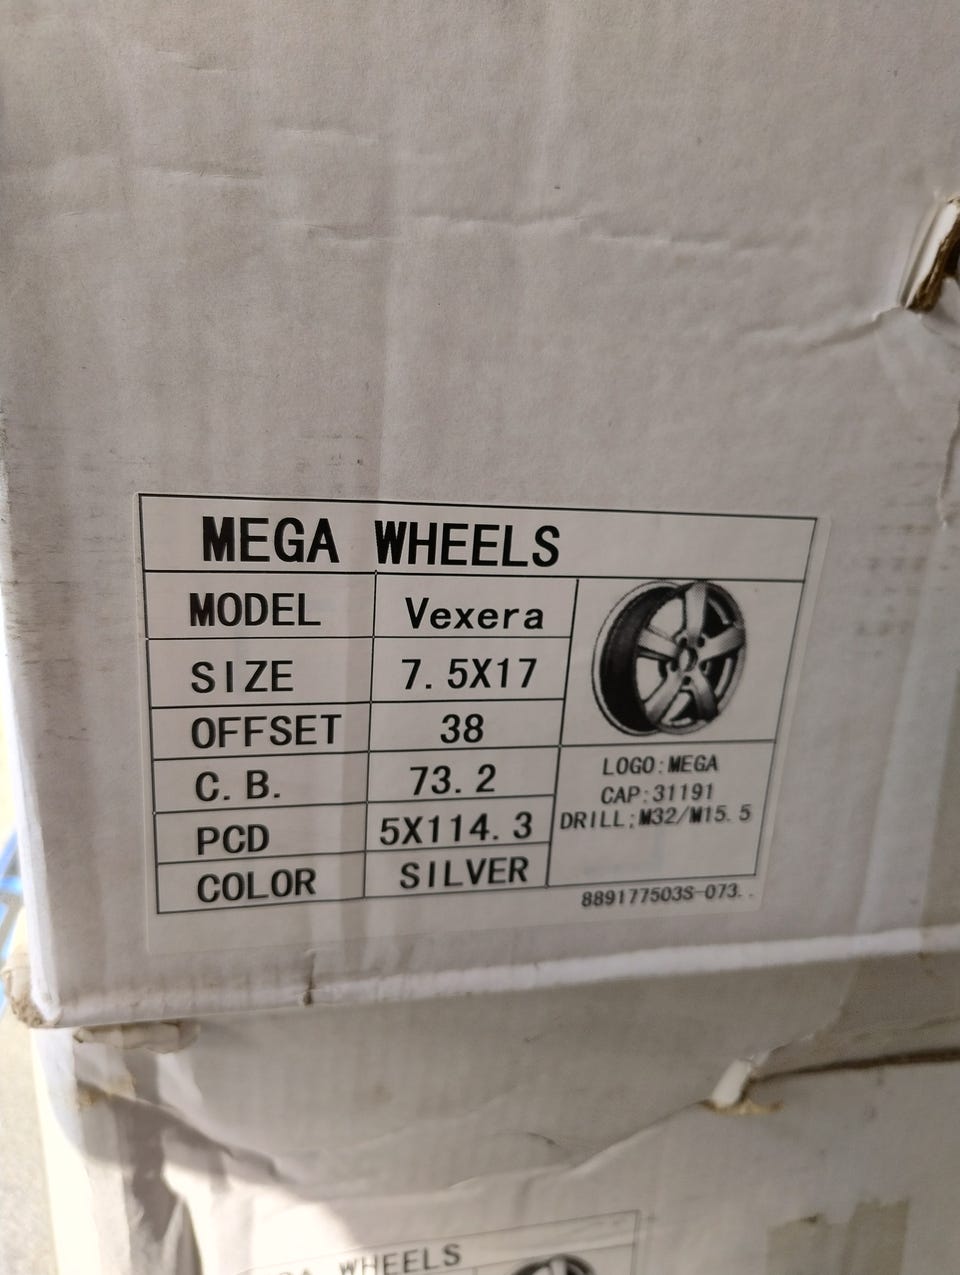 MEGA WHEELS
MODEL Vexera
SIZE 7.5X17
OFFSET 38
C.B. 73.2
PCD 5X114.3
COLOR SILVER
LOGO:MEGA
CAP:31191
DRILL;M32/M15.5
889177503S-073..
WHEELS